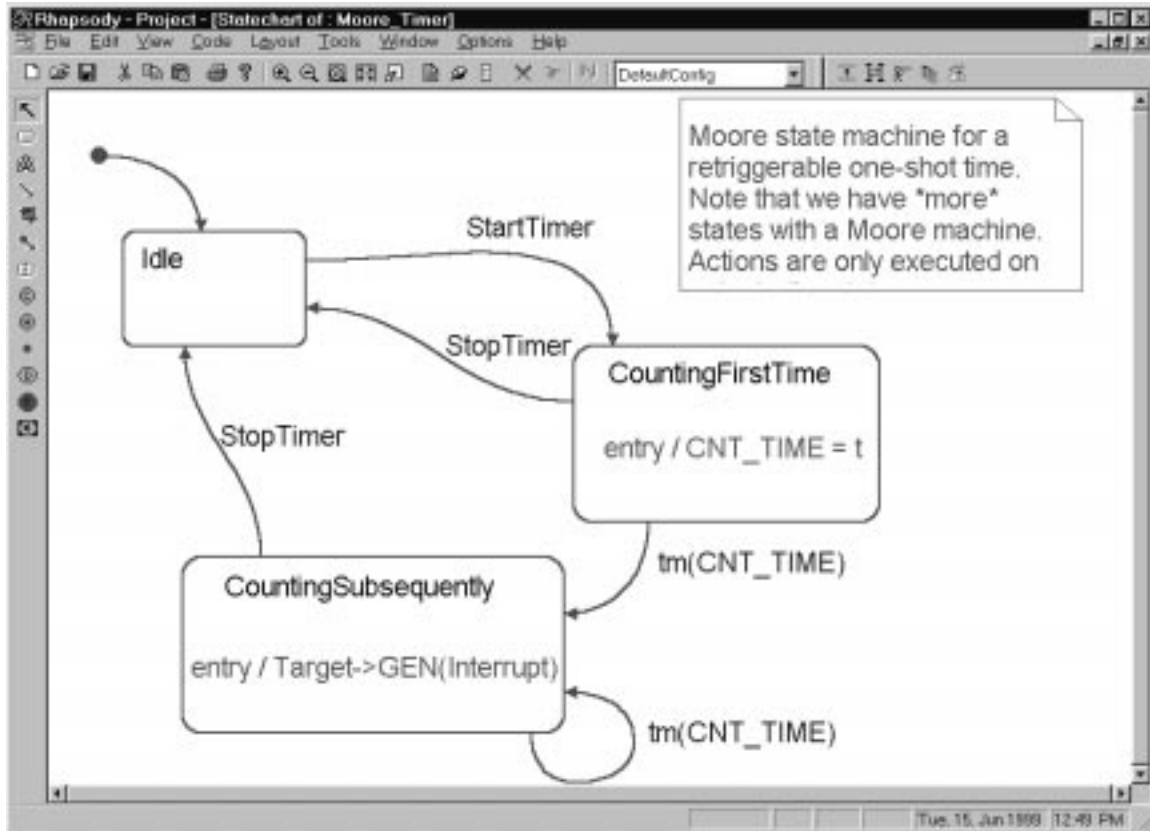 Rhapsody - Project - [Statechart of : Moore_Timer]
File Edit View Code Layout Tools Window Options Help
DefaultConfig
Moore state machine for a
retriggerable one-shot time.
Note that we have *more*
states with a Moore machine.
Actions are only executed on
StartTimer
Idle
StopTimer
CountingFirstTime
StopTimer
entry / CNT_TIME = t
tm(CNT_TIME)
CountingSubsequently
entry / Target->GEN(Interrupt)
tm(CNT_TIME)
Tue, 15, Jun 1999 12:49 PM